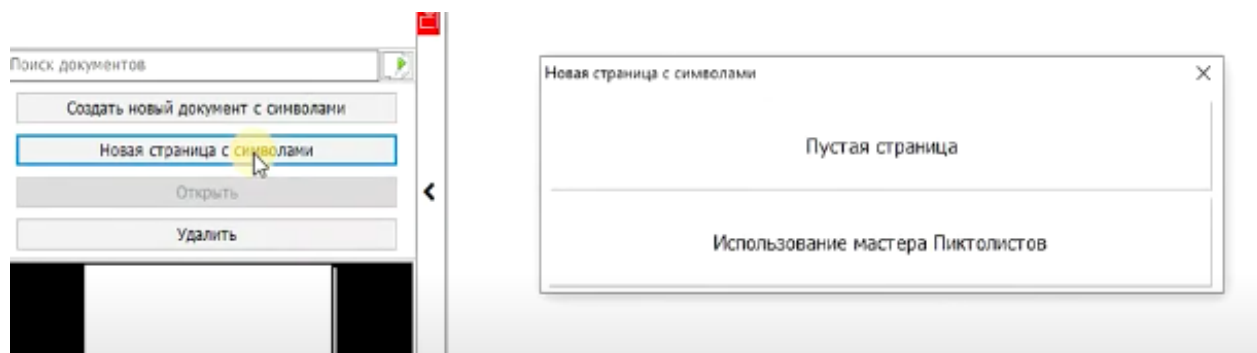 Поиск документов
Создать новый документ с символами
Новая страница с символами
Открыть
Удалить
Новая страница с символами
Пустая страница
Использование мастера Пиктолистов